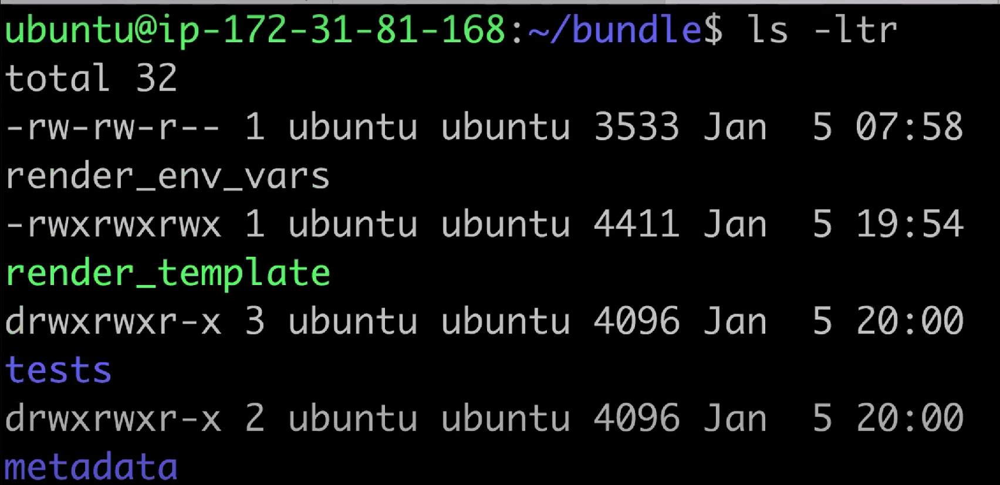 ubuntu@ip-172-31-81-168:~/bundle$ ls -ltr
total 32
-rw-rw-r-- 1 ubuntu ubuntu 3533 Jan  5 07:58
render_env_vars
-rwxrwxrwx 1 ubuntu ubuntu 4411 Jan  5 19:54
render_template
drwxrwxr-x 3 ubuntu ubuntu 4096 Jan  5 20:00
tests
drwxrwxr-x 2 ubuntu ubuntu 4096 Jan  5 20:00
metadata